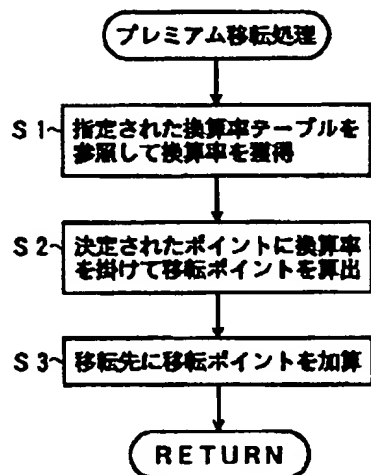 プレミアム移転処理
S1~ 指定された換算率テーブルを
参照して換算率を獲得
S2~ 決定されたポイントに換算率
を掛けて移転ポイントを算出
S3~ 移転先に移転ポイントを加算
RETURN